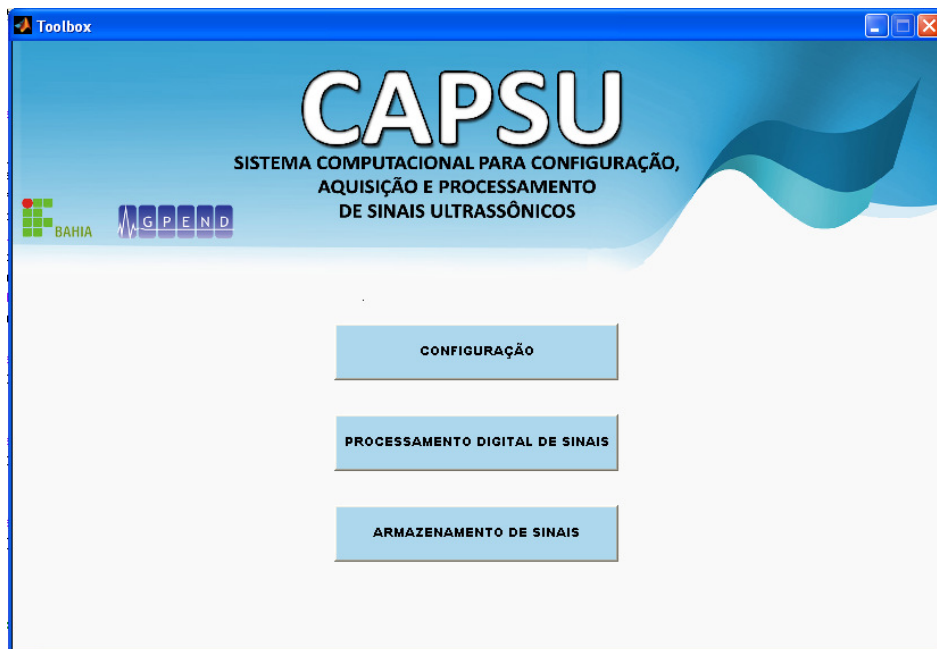 Toolbox
CAPSU
SISTEMA COMPUTACIONAL PARA CONFIGURAÇÃO,
AQUISIÇÃO E PROCESSAMENTO
DE SINAIS ULTRASSÔNICOS
BAHIA
GPEND
CONFIGURAÇÃO
PROCESSAMENTO DIGITAL DE SINAIS
ARMAZENAMENTO DE SINAIS